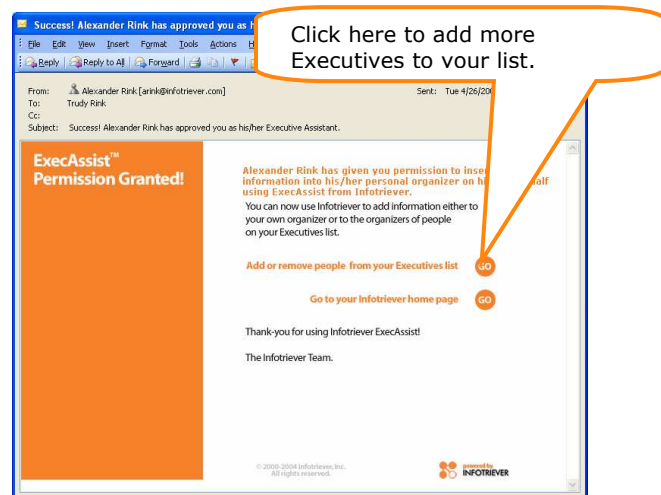 Success! Alexander Rink has approved you as h
File Edit View Insert Format Tools Actions H
Reply Reply to All Forward
From: Alexander Rink [arink@infotriever.com] Sent: Tue 4/26/200
To: Trudy Rink
Cc:
Subject: Success! Alexander Rink has approved you as his/her Executive Assistant.
Click here to add more
Executives to your list.
ExecAssist™
Permission Granted!
Alexander Rink has given you permission to inse
information into his/her personal organizer on hi alf
using ExecAssist from Infotriever.
You can now use Infotriever to add information either to
your own organizer or to the organizers of people
on your Executives list.
Add or remove people from your Executives list GO
Go to your Infotriever home page GO
Thank-you for using Infotriever ExecAssist!
The Infotriever Team.
© 2000-2004 Infotriever, Inc.
All rights reserved.
powered by
INFOTRIEVER